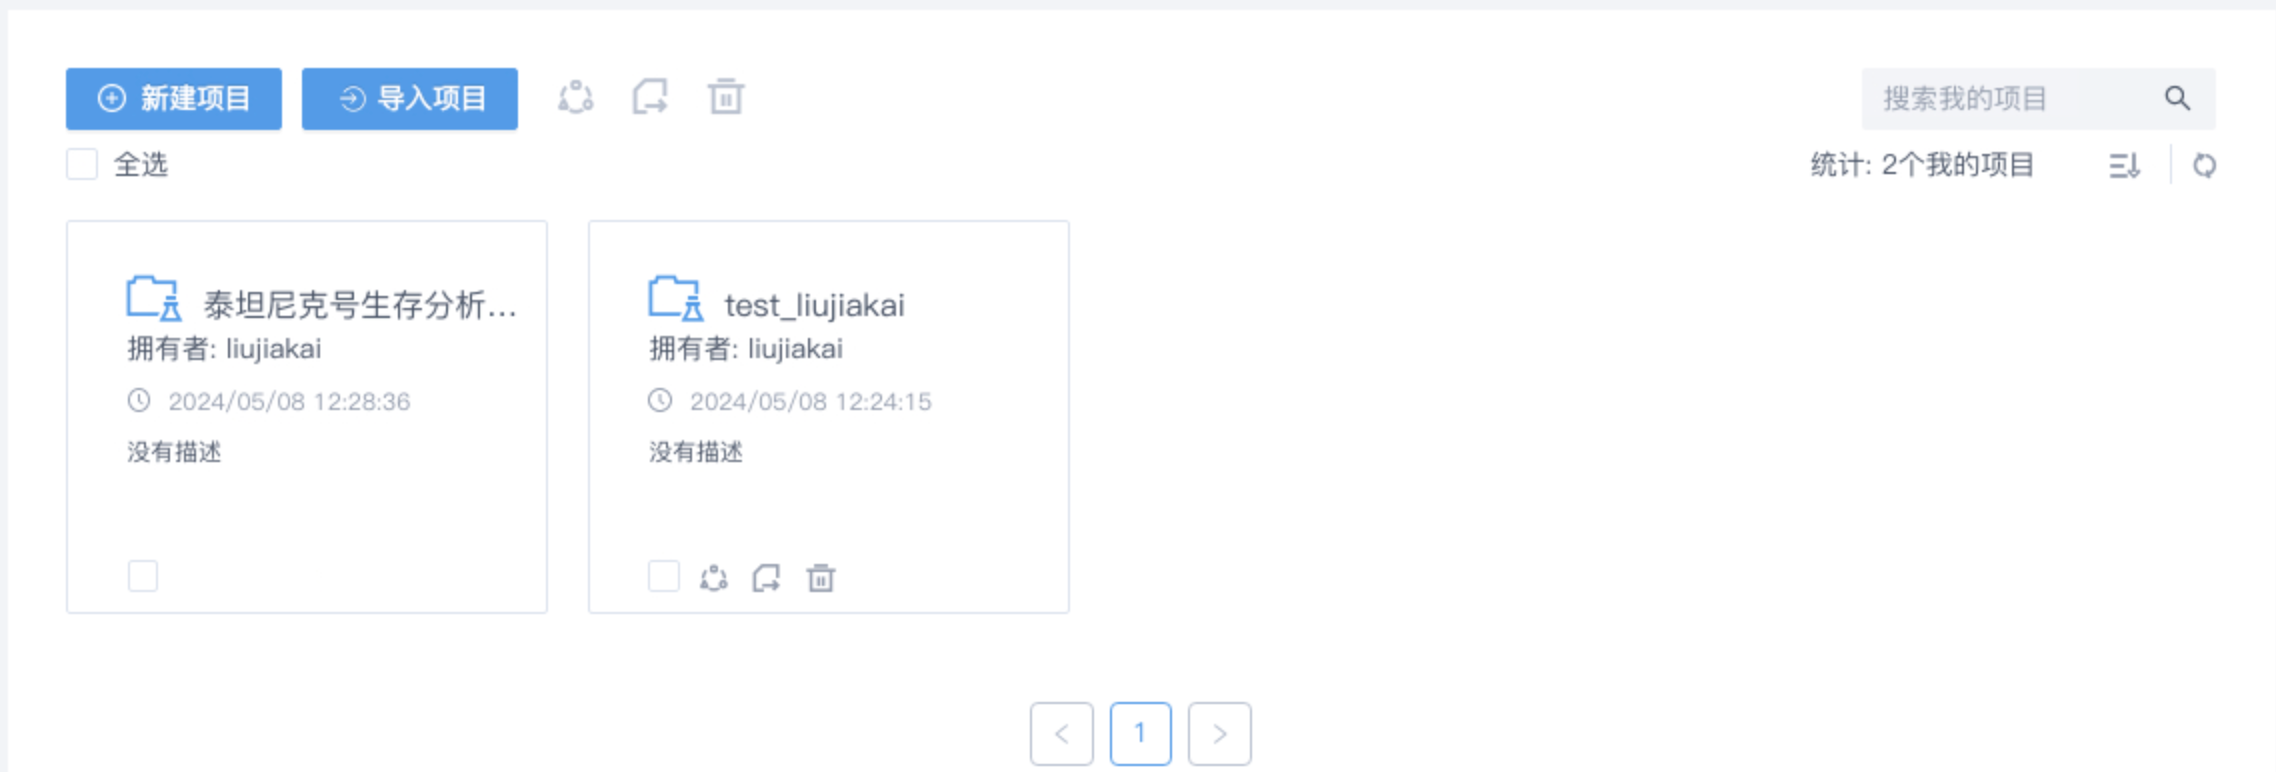 新建项目 导入项目 搜索我的项目
全选 统计: 2个我的项目
泰坦尼克号生存分析...
拥有者: liujiakai
2024/05/08 12:28:36
没有描述
test_liujiakai
拥有者: liujiakai
2024/05/08 12:24:15
没有描述
< 1 >